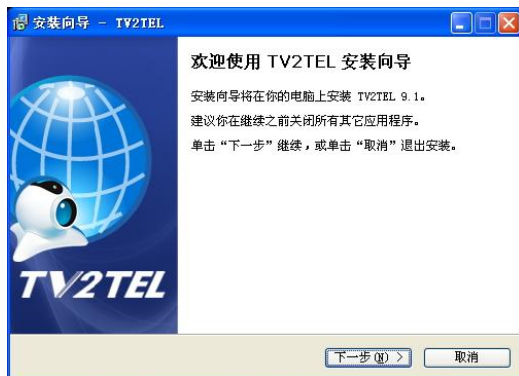 安装向导 - TV2TEL
欢迎使用 TV2TEL 安装向导
安装向导将在你的电脑上安装 TV2TEL 9.1。
建议你在继续之前关闭所有其它应用程序。
单击“下一步”继续，或单击“取消”退出安装。
TV2TEL
下一步(N) >
取消